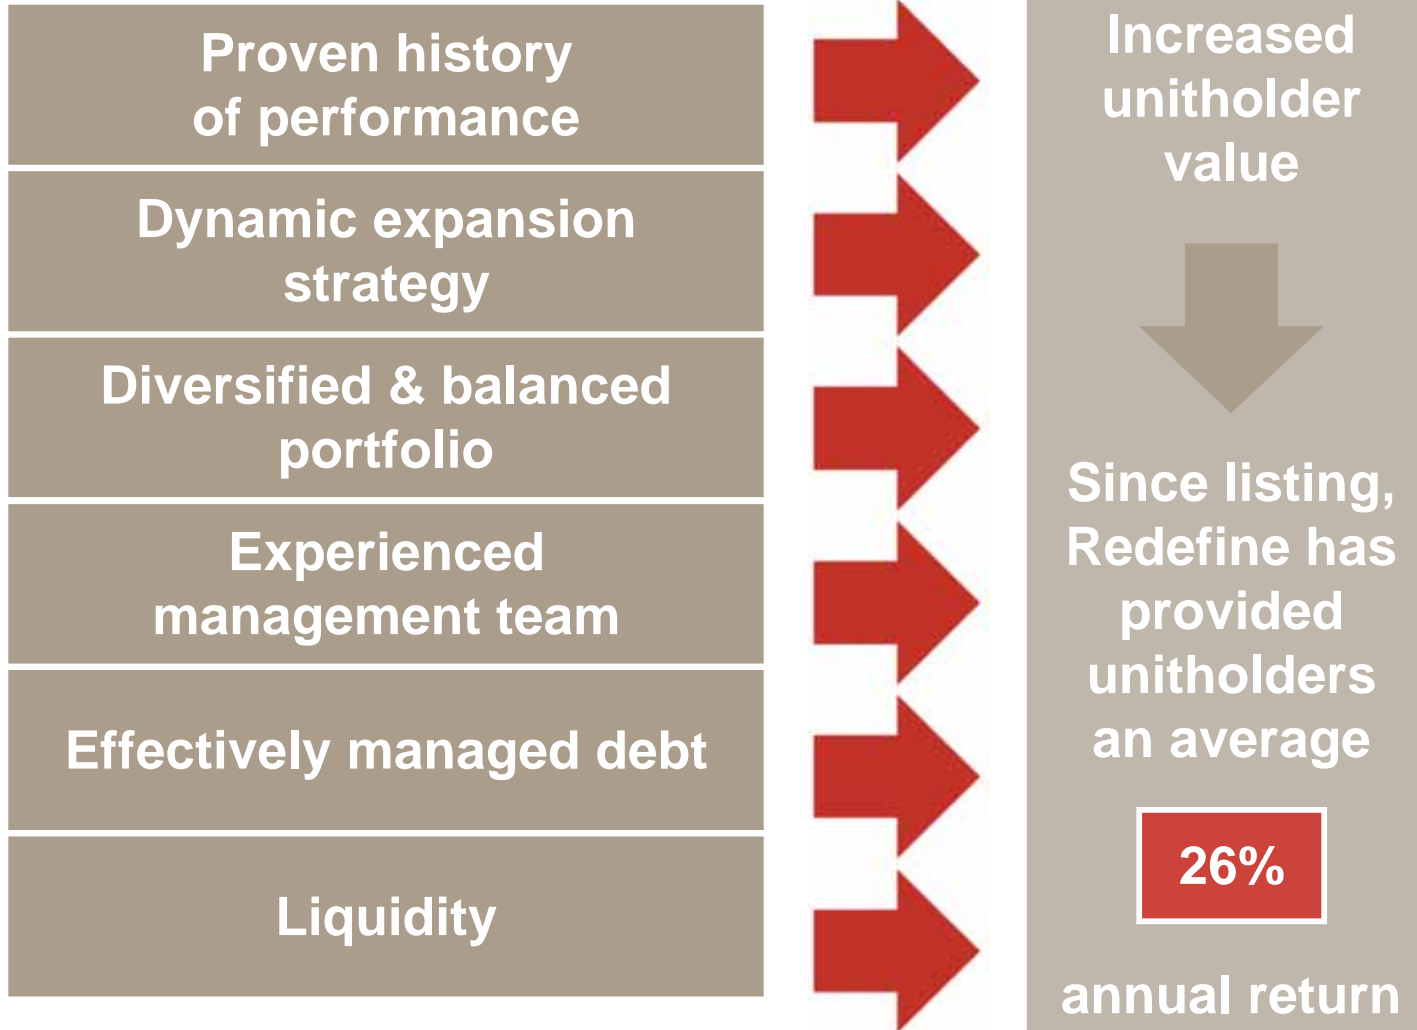 Proven history
of performance
Dynamic expansion
strategy
Diversified & balanced
portfolio
Experienced
management team
Effectively managed debt
Liquidity
Increased
unitholder
value
Since listing,
Redefine has
provided
unitholders
an average
26%
annual return